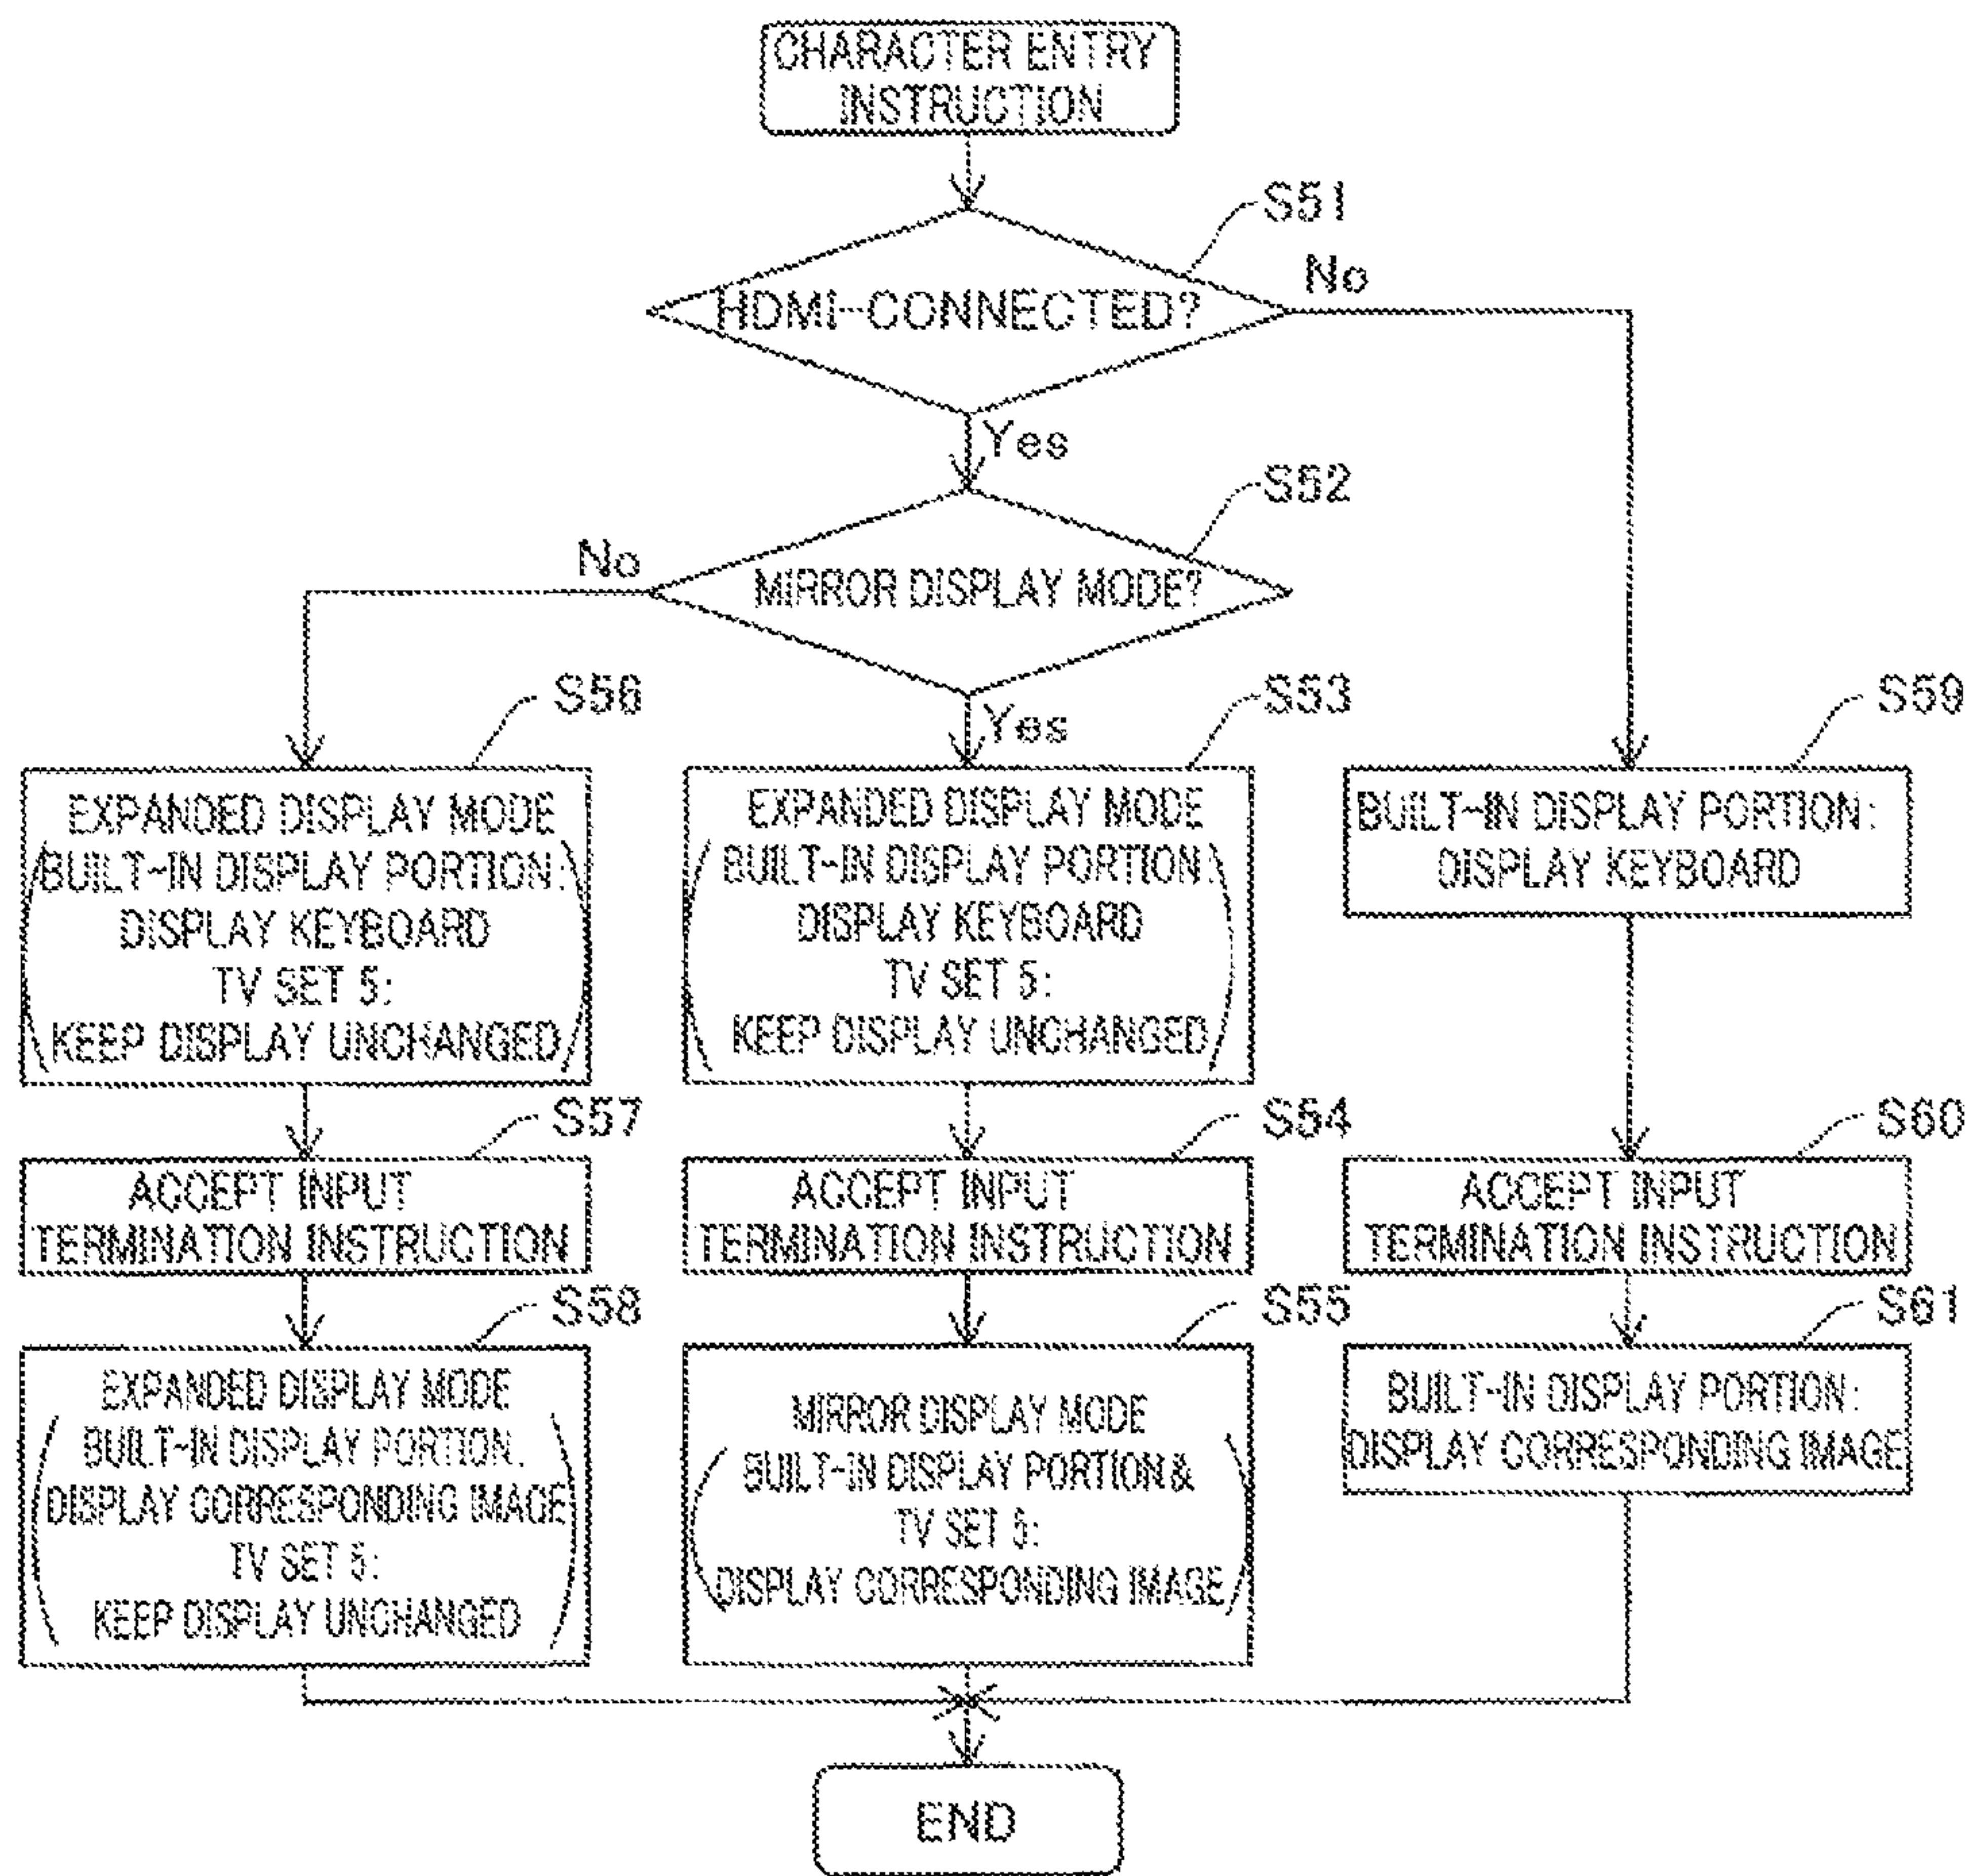 CHARACTER ENTRY
INSTRUCTION
S51
HDMI-CONNECTED?
No
Yes
S52
MIRROR DISPLAY MODE?
No
Yes
S56
EXPANDED DISPLAY MODE
(BUILT-IN DISPLAY PORTION:
DISPLAY KEYBOARD
TV SET 5:
KEEP DISPLAY UNCHANGED)
S53
EXPANDED DISPLAY MODE
(BUILT-IN DISPLAY PORTION:
DISPLAY KEYBOARD
TV SET 5:
KEEP DISPLAY UNCHANGED)
S59
BUILT-IN DISPLAY PORTION:
DISPLAY KEYBOARD
S57
ACCEPT INPUT
TERMINATION INSTRUCTION
S54
ACCEPT INPUT
TERMINATION INSTRUCTION
S60
ACCEPT INPUT
TERMINATION INSTRUCTION
S58
EXPANDED DISPLAY MODE
(BUILT-IN DISPLAY PORTION:
DISPLAY CORRESPONDING IMAGE
TV SET 5:
KEEP DISPLAY UNCHANGED)
S55
MIRROR DISPLAY MODE
(BUILT-IN DISPLAY PORTION &
TV SET 5:
DISPLAY CORRESPONDING IMAGE)
S61
BUILT-IN DISPLAY PORTION:
DISPLAY CORRESPONDING IMAGE
END